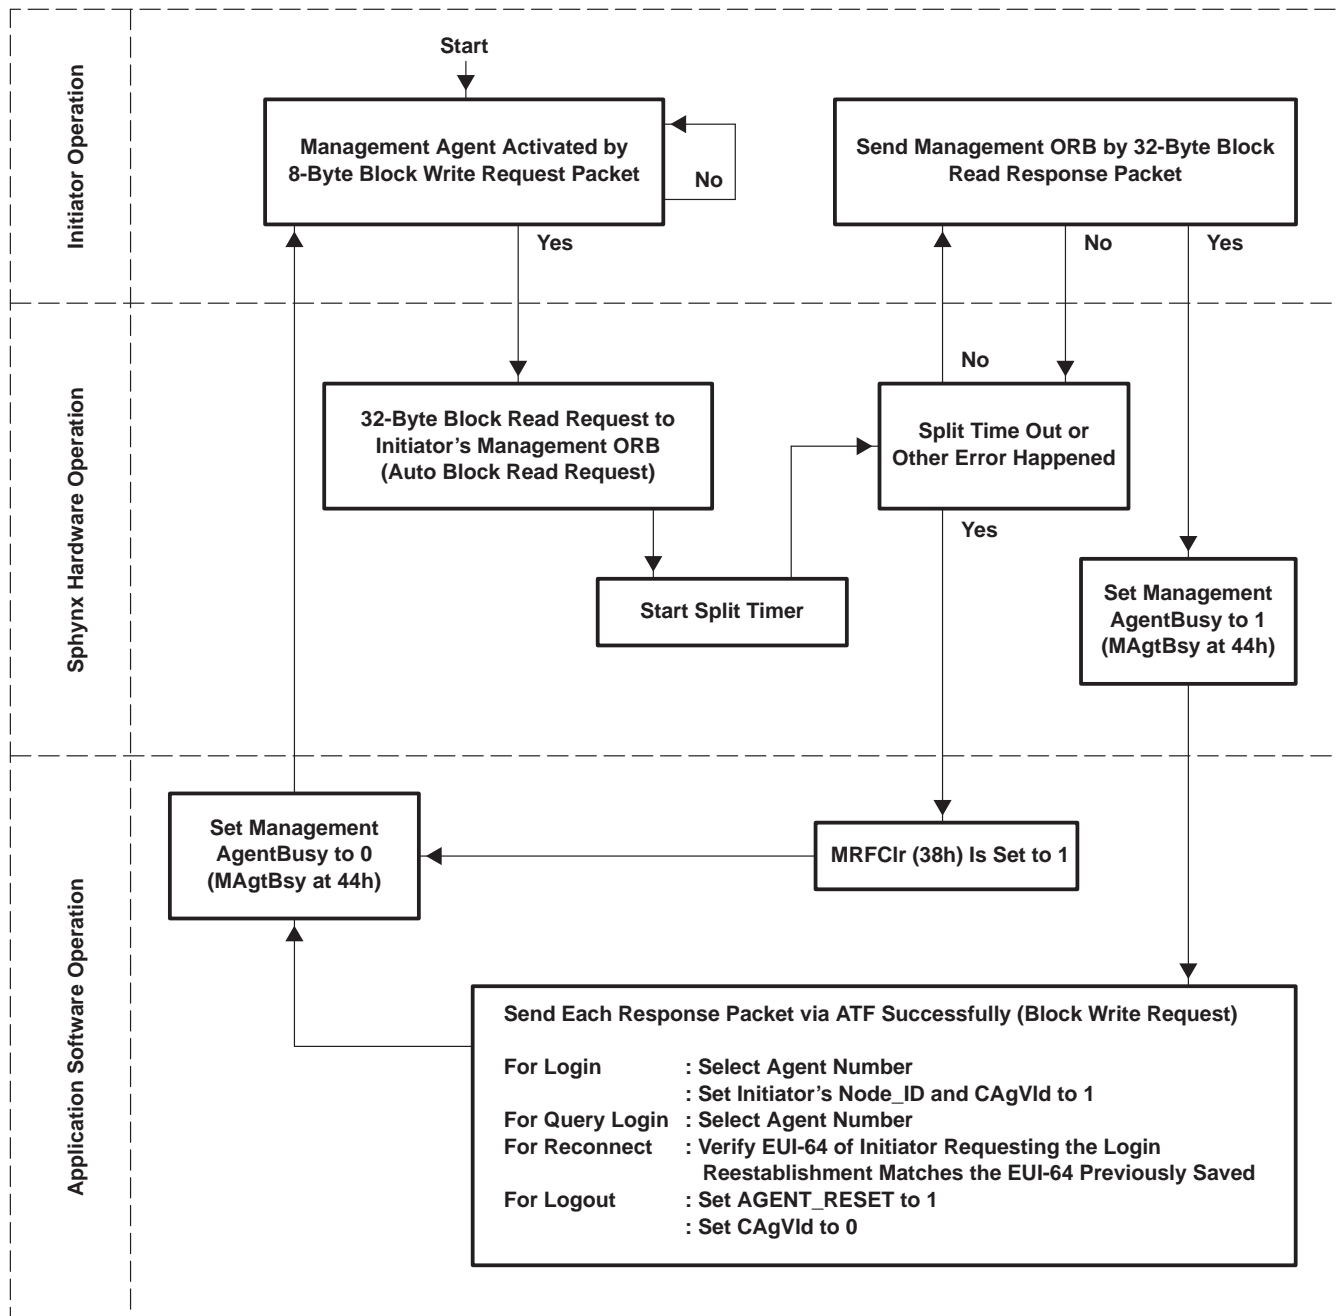 Initiator Operation
Start
Management Agent Activated by
8-Byte Block Write Request Packet
No
Yes
Send Management ORB by 32-Byte Block
Read Response Packet
No
Yes
Sphynx Hardware Operation
32-Byte Block Read Request to
Initiator’s Management ORB
(Auto Block Read Request)
No
Split Time Out or
Other Error Happened
Yes
Start Split Timer
Set Management
AgentBusy to 1
(MAgtBsy at 44h)
Application Software Operation
Set Management
AgentBusy to 0
(MAgtBsy at 44h)
MRFClr (38h) Is Set to 1
Send Each Response Packet via ATF Successfully (Block Write Request)
For Login : Select Agent Number
: Set Initiator’s Node_ID and CAgVld to 1
For Query Login : Select Agent Number
For Reconnect : Verify EUI-64 of Initiator Requesting the Login
Reestablishment Matches the EUI-64 Previously Saved
For Logout : Set AGENT_RESET to 1
: Set CAgVld to 0